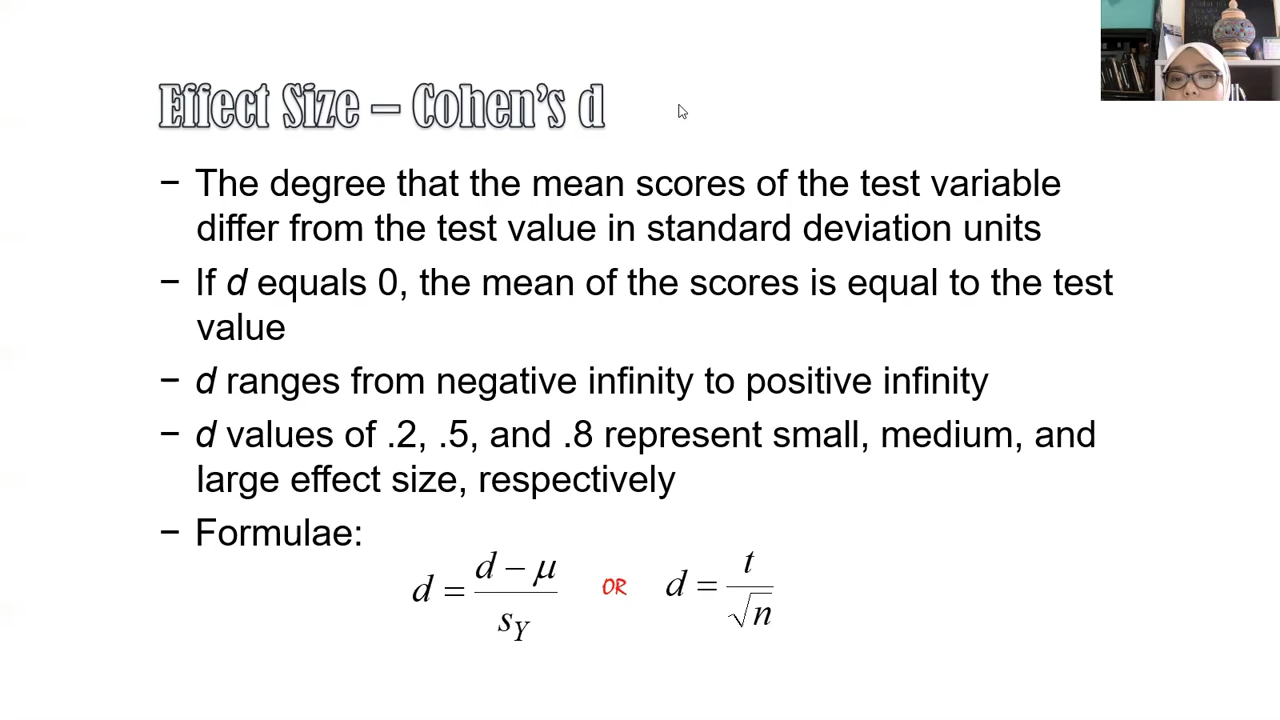 Effect Size – Cohen's d
− The degree that the mean scores of the test variable
differ from the test value in standard deviation units
− If d equals 0, the mean of the scores is equal to the test
value
− d ranges from negative infinity to positive infinity
− d values of .2, .5, and .8 represent small, medium, and
large effect size, respectively
− Formulae:
d = (d − μ) / s_Y OR d = t / √n